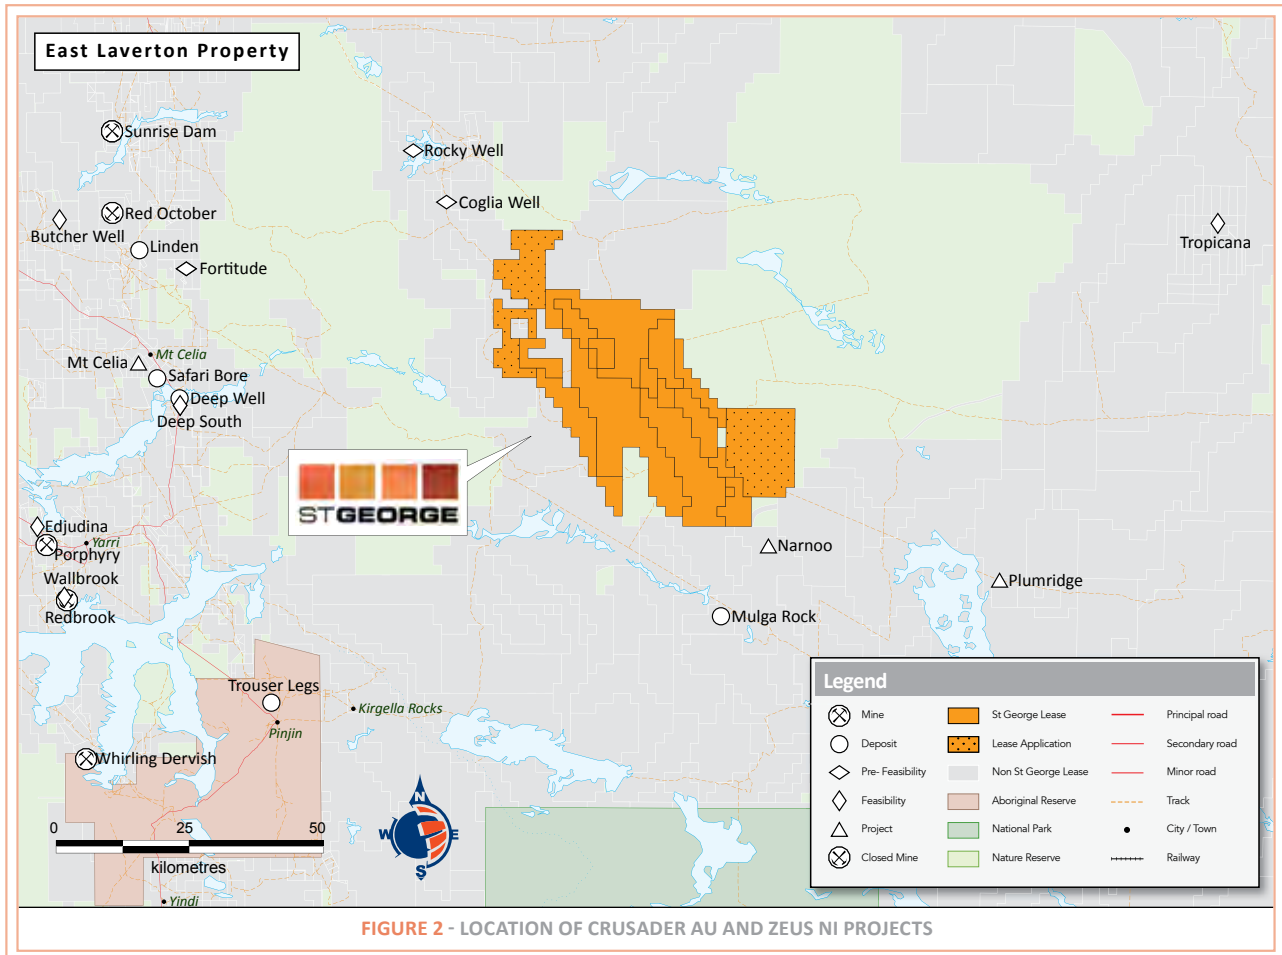 East Laverton Property
Sunrise Dam
Rocky Well
Coglia Well
Red October
Butcher Well
Linden
Fortitude
Tropicana
Mt Celia
Mt Celia
Safari Bore
Deep Well
Deep South
STGEORGE
Edjudina
Yarri
Porphyry
Wallbrook
Redbrook
Narnoo
Plumridge
Mulga Rock
Trouser Legs
Kirgella Rocks
Pinjin
Whirling Dervish
Yindi
N
W
E
S
0 25 50
kilometres
Legend
Mine
St George Lease
Principal road
Deposit
Lease Application
Secondary road
Pre- Feasibility
Non St George Lease
Minor road
Feasibility
Aboriginal Reserve
Track
Project
National Park
City / Town
Closed Mine
Nature Reserve
Railway
FIGURE 2 - LOCATION OF CRUSADER AU AND ZEUS NI PROJECTS